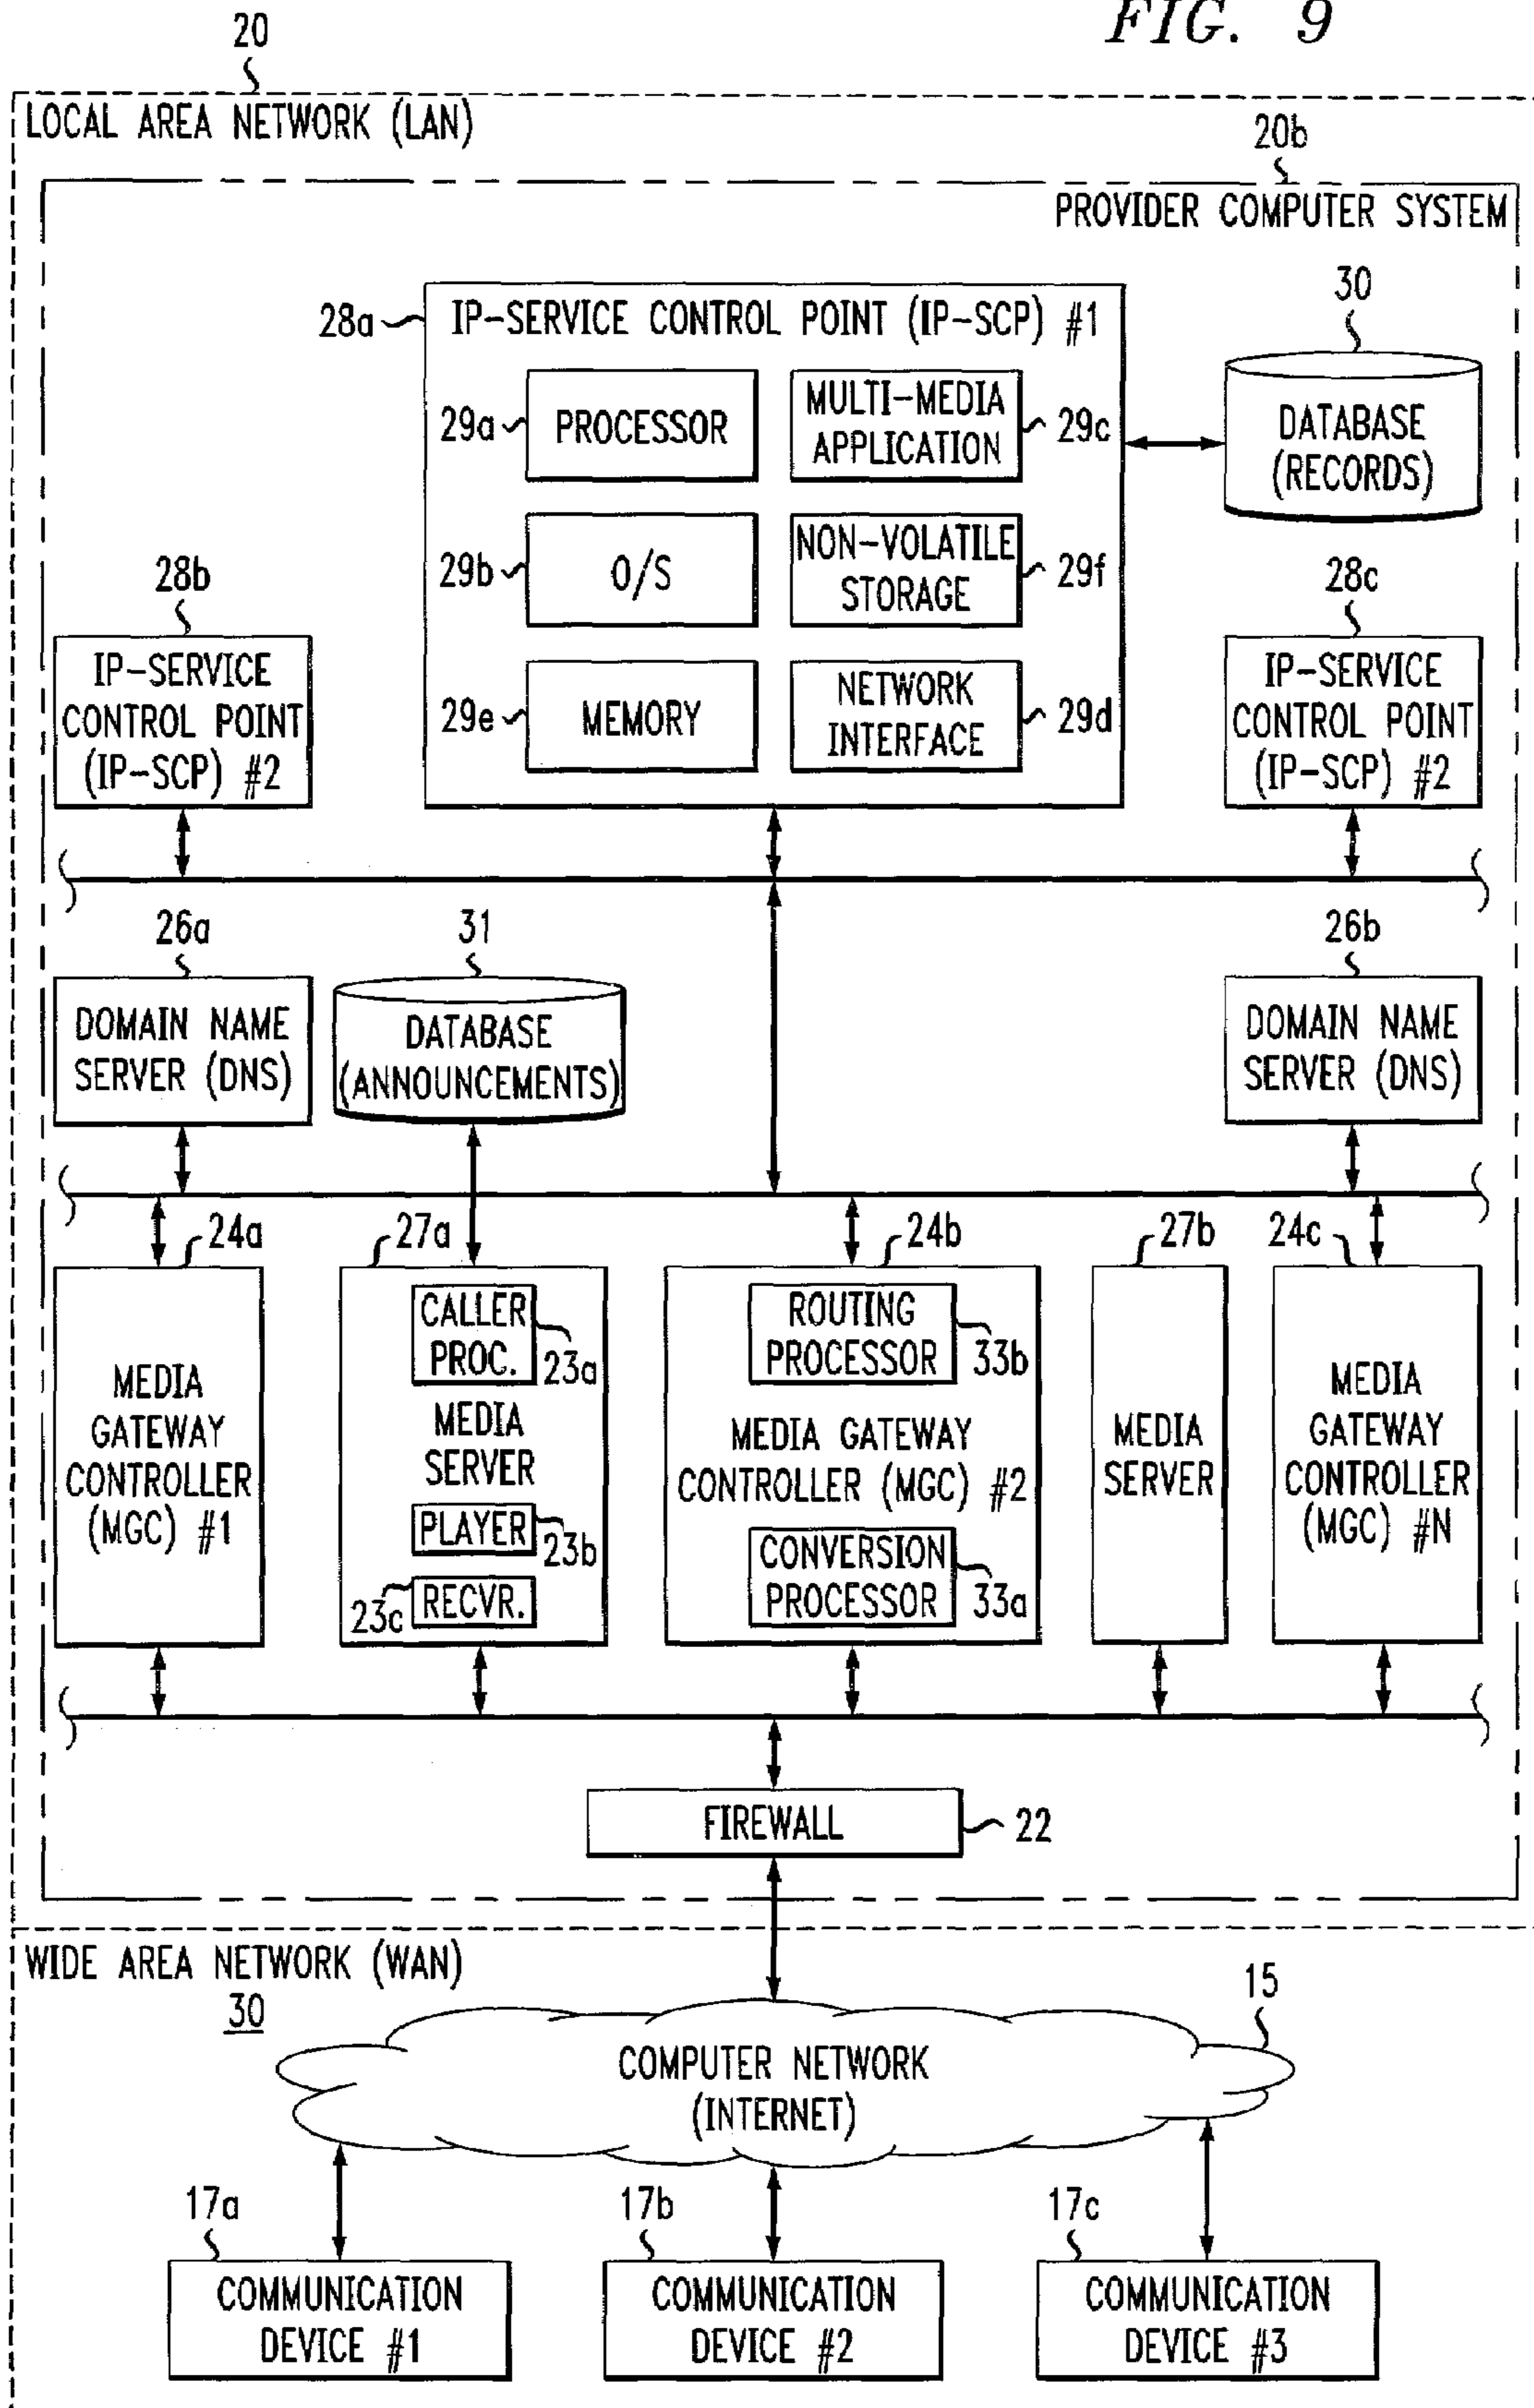 FIG. 9
20
LOCAL AREA NETWORK (LAN)
20b
PROVIDER COMPUTER SYSTEM
28a
IP-SERVICE CONTROL POINT (IP-SCP) #1
30
29a
PROCESSOR
MULTI-MEDIA
APPLICATION
29c
DATABASE
(RECORDS)
29b
O/S
NON-VOLATILE
STORAGE
29f
28b
28c
IP-SERVICE
CONTROL POINT
(IP-SCP) #2
29e
MEMORY
NETWORK
INTERFACE
29d
IP-SERVICE
CONTROL POINT
(IP-SCP) #2
26a
31
26b
DOMAIN NAME
SERVER (DNS)
DATABASE
(ANNOUNCEMENTS)
DOMAIN NAME
SERVER (DNS)
24a
27a
24b
27b
24c
MEDIA
GATEWAY
CONTROLLER
(MGC) #1
CALLER
PROC.
23a
MEDIA
SERVER
PLAYER
23b
23c
RECVR.
ROUTING
PROCESSOR
33b
MEDIA GATEWAY
CONTROLLER (MGC) #2
CONVERSION
PROCESSOR
33a
MEDIA
SERVER
MEDIA
GATEWAY
CONTROLLER
(MGC) #N
FIREWALL
22
WIDE AREA NETWORK (WAN)
30
15
COMPUTER NETWORK
(INTERNET)
17a
17b
17c
COMMUNICATION
DEVICE #1
COMMUNICATION
DEVICE #2
COMMUNICATION
DEVICE #3